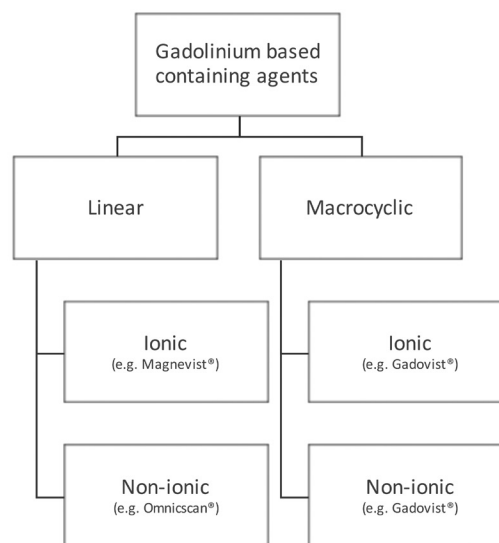 Gadolinium based
containing agents
Linear
Macrocyclic
Ionic
(e.g. Magnevist®)
Ionic
(e.g. Gadovist®)
Non-ionic
(e.g. Omnicscan®)
Non-ionic
(e.g. Gadovist®)